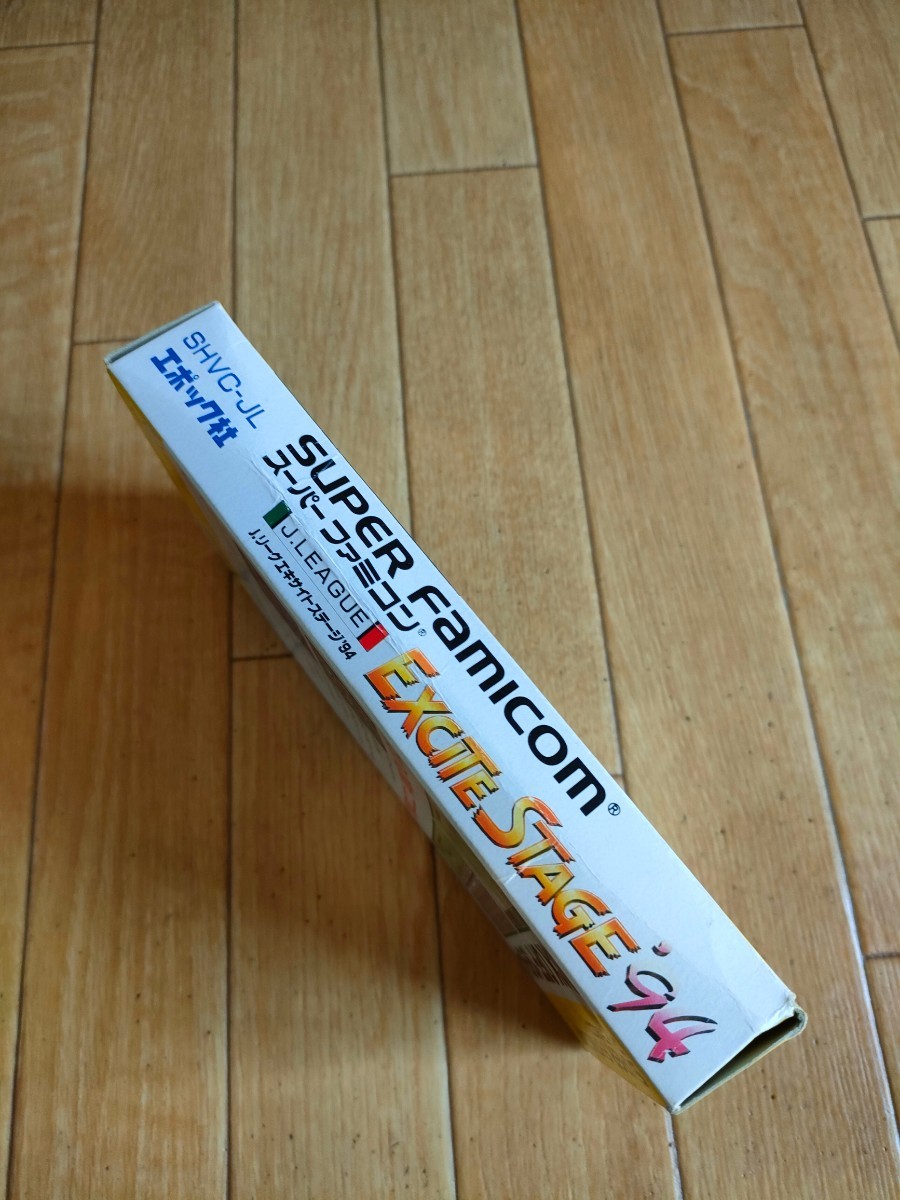 SHVC-JL
エポック社
SUPER FAMICOM®
スーパーファミコン®
J.LEAGUE
J.リーグエキサイトステージ'94
EXCITE STAGE '94